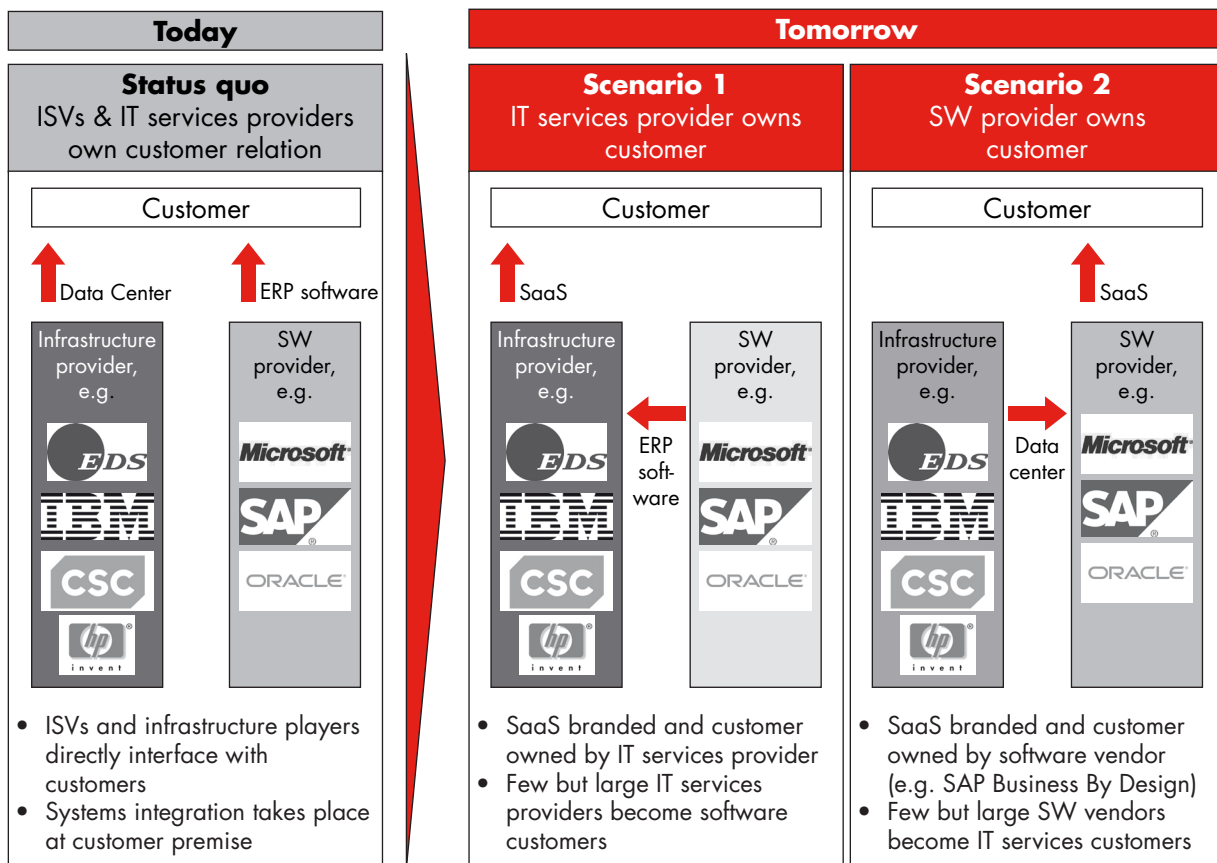 Today
Status quo
ISVs & IT services providers
own customer relation
Customer
Data Center
ERP software
Infrastructure
provider,
e.g.
EDS
IBM
CSC
hp
®
invent
SW
provider,
e.g.
Microsoft®
SAP
®
ORACLE®
• ISVs and infrastructure players
directly interface with
customers
• Systems integration takes place
at customer premise
Tomorrow
Scenario 1
IT services provider owns
customer
Customer
SaaS
Infrastructure
provider,
e.g.
EDS
IBM
CSC
hp
®
invent
ERP
soft-
ware
SW
provider,
e.g.
Microsoft®
SAP
®
ORACLE®
• SaaS branded and customer
owned by IT services provider
• Few but large IT services
providers become software
customers
Scenario 2
SW provider owns
customer
Customer
SaaS
Infrastructure
provider,
e.g.
EDS
IBM
CSC
hp
®
invent
Data
center
SW
provider,
e.g.
Microsoft®
SAP
®
ORACLE®
• SaaS branded and customer
owned by software vendor
(e.g. SAP Business By Design)
• Few but large SW vendors
become IT services customers